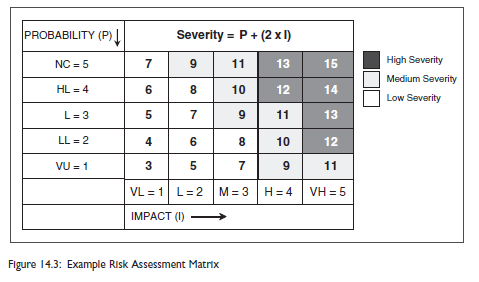 PROBABILITY (P) Severity = P + (2 x I)
NC = 5 7 9 11 13 15
HL = 4 6 8 10 12 14
L = 3 5 7 9 11 13
LL = 2 4 6 8 10 12
VU = 1 3 5 7 9 11
VL = 1 L = 2 M = 3 H = 4 VH = 5
IMPACT (I)
High Severity
Medium Severity
Low Severity
Figure 14.3: Example Risk Assessment Matrix